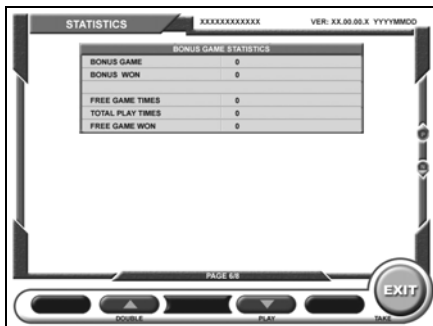 STATISTICS XXXXXXXXXXXX VER: XX.00.00.X YYYYMMDD
BONUS GAME STATISTICS
BONUS GAME 0
BONUS WON 0
FREE GAME TIMES 0
TOTAL PLAY TIMES 0
FREE GAME WON 0
PAGE 6/8
EXIT
DOUBLE PLAY TAKE